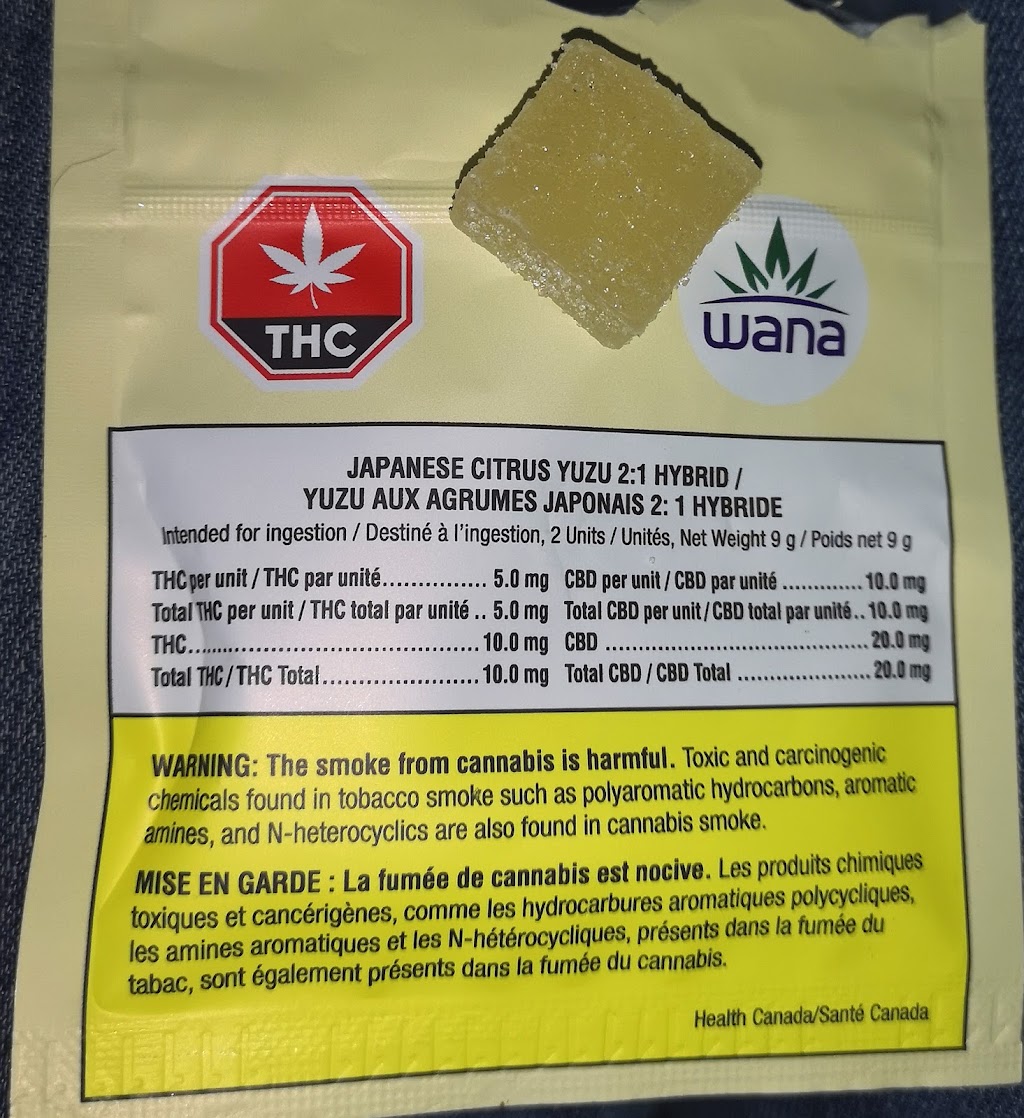 THC
wana
JAPANESE CITRUS YUZU 2:1 HYBRID /
YUZU AUX AGRUMES JAPONAIS 2: 1 HYBRIDE
Intended for ingestion / Destiné à l'ingestion, 2 Units / Unités, Net Weight 9 g / Poids net 9 g
THC per unit / THC par unité............... 5.0 mg CBD per unit / CBD par unité ............ 10.0 mg
Total THC per unit / THC total par unité .. 5.0 mg Total CBD per unit / CBD total par unité.. 10.0 mg
THC.......................................... 10.0 mg CBD ....................................... 20.0 mg
Total THC / THC Total....................... 10.0 mg Total CBD / CBD Total .................... 20.0 mg
WARNING: The smoke from cannabis is harmful. Toxic and carcinogenic
chemicals found in tobacco smoke such as polyaromatic hydrocarbons, aromatic
amines, and N-heterocyclics are also found in cannabis smoke.
MISE EN GARDE : La fumée de cannabis est nocive. Les produits chimiques
toxiques et cancérigènes, comme les hydrocarbures aromatiques polycycliques,
les amines aromatiques et les N-hétérocycliques, présents dans la fumée du
tabac, sont également présents dans la fumée du cannabis.
Health Canada/Santé Canada